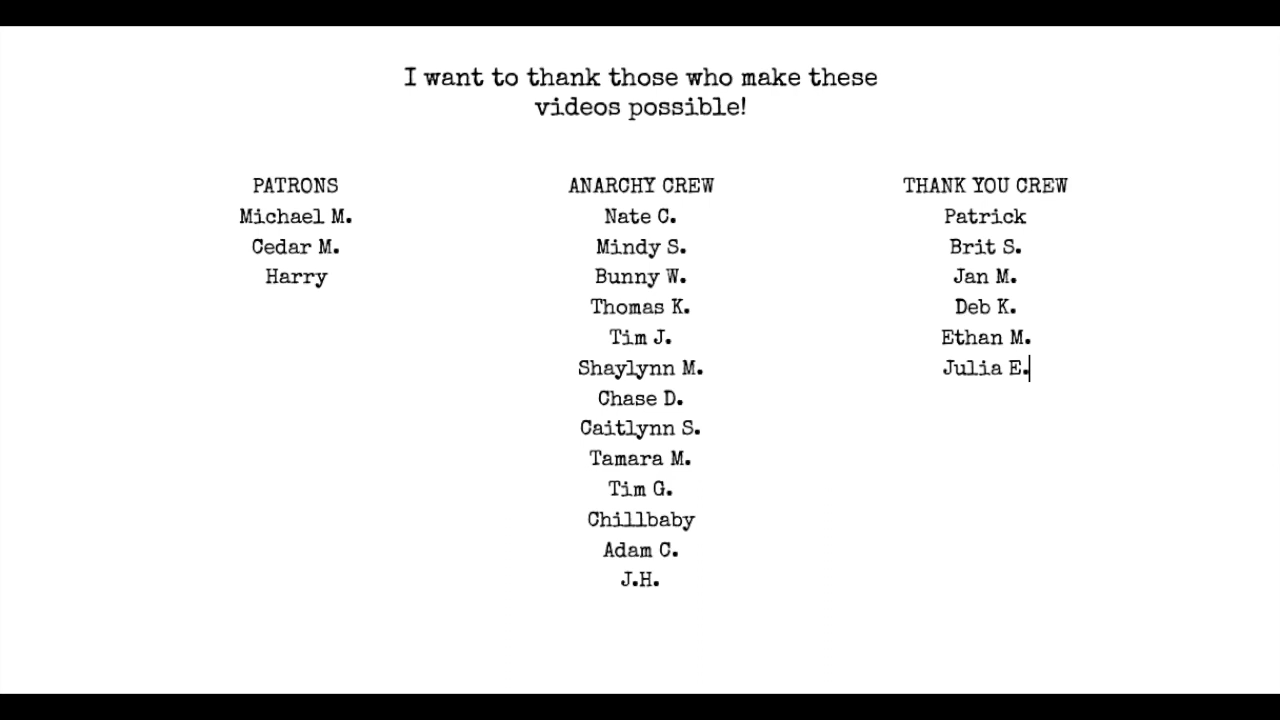 I want to thank those who make these
videos possible!
PATRONS
Michael M.
Cedar M.
Harry
ANARCHY CREW
Nate C.
Mindy S.
Bunny W.
Thomas K.
Tim J.
Shaylynn M.
Chase D.
Caitlynn S.
Tamara M.
Tim G.
Chillbaby
Adam C.
J.H.
THANK YOU CREW
Patrick
Brit S.
Jan M.
Deb K.
Ethan M.
Julia E.